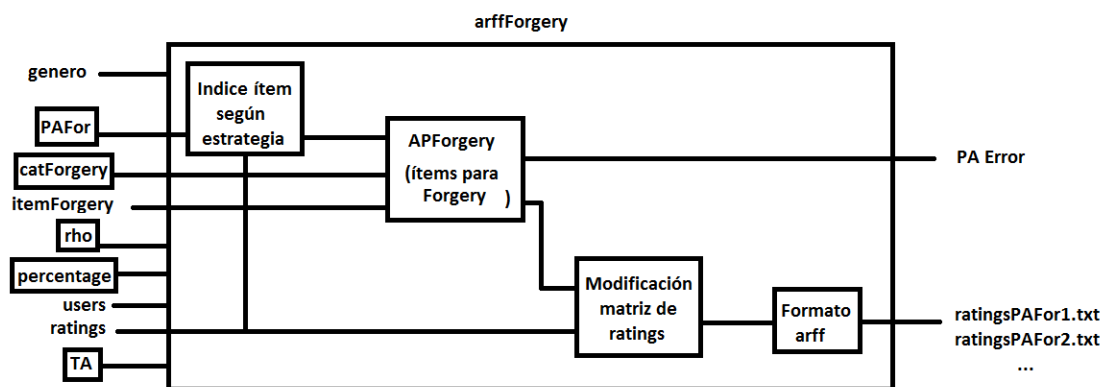 arffForgery
genero
PAFor
catForgery
itemForgery
rho
percentage
users
ratings
TA
Indice ítem
según
estrategia
APForgery
(ítems para
Forgery )
Modificación
matriz de
ratings
Formato
arff
PA Error
ratingsPAFor1.txt
ratingsPAFor2.txt
...